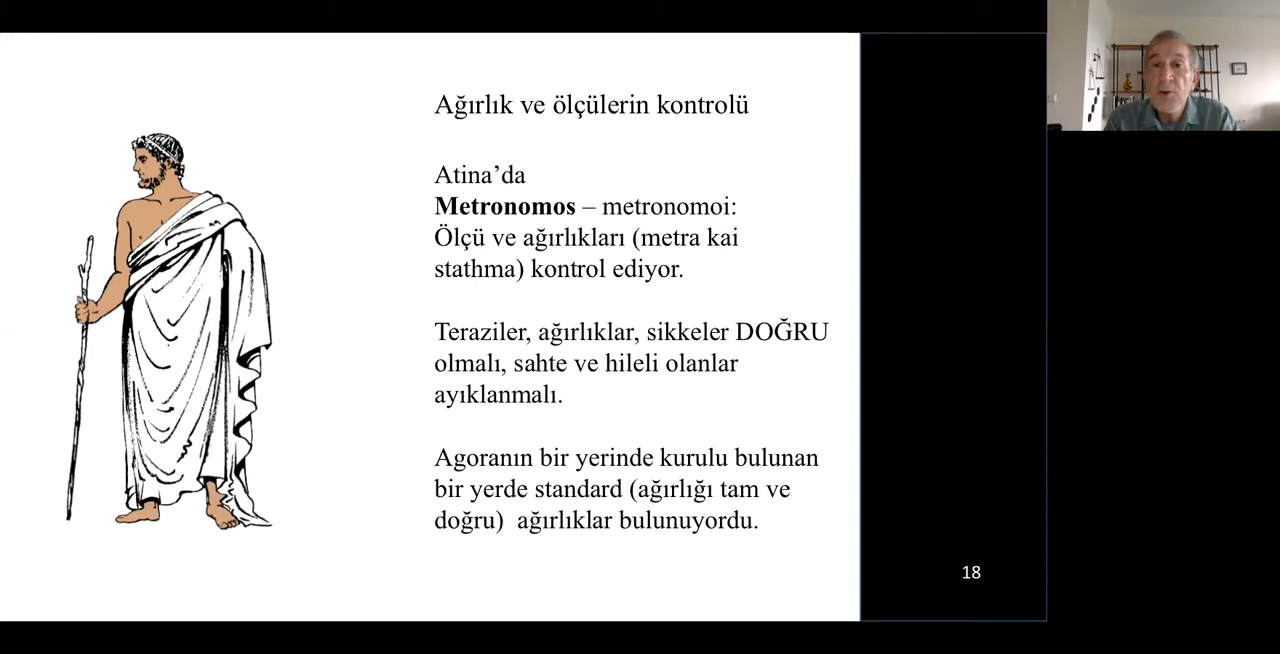 Ağırlık ve ölçülerin kontrolü
Atina’da
Metronomos – metronomoi:
Ölçü ve ağırlıkları (metra kai
stathma) kontrol ediyor.
Teraziler, ağırlıklar, sikkeler DOĞRU
olmalı, sahte ve hileli olanlar
ayıklanmalı.
Agoranın bir yerinde kurulu bulunan
bir yerde standard (ağırlığı tam ve
doğru)  ağırlıklar bulunuyordu.
18